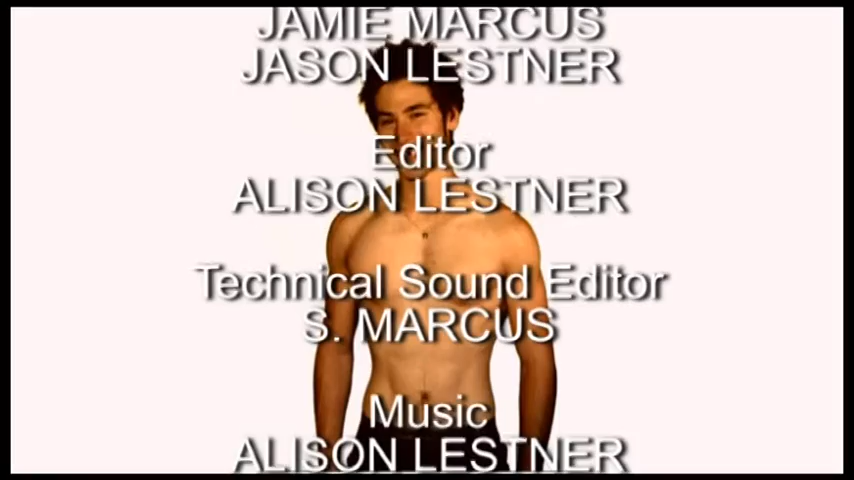 JAMIE MARCUS
JASON LESTNER
Editor
ALISON LESTNER
Technical Sound Editor
S. MARCUS
Music
ALISON LESTNER